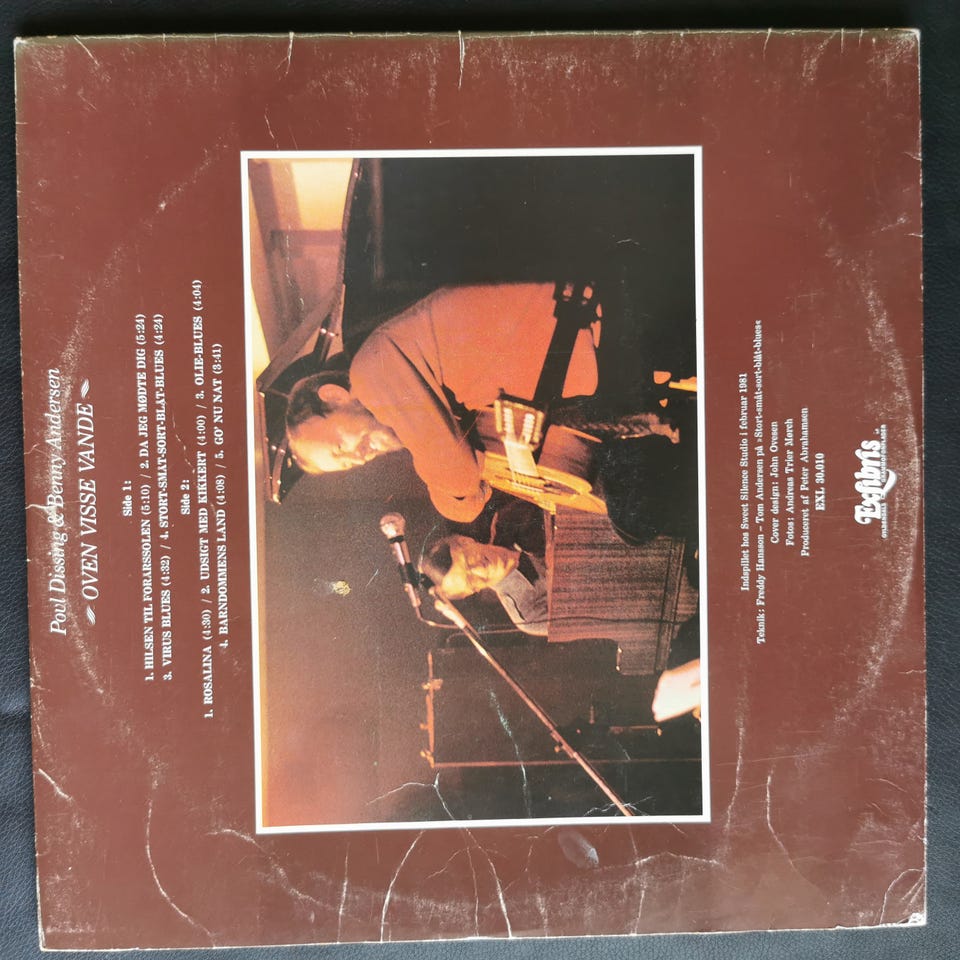 Povl Dissing & Benny Andersen
OVEN VISSE VANDE
Side 1:
1. HILSEN TIL FORARSSOLEN (5:10) / 2. DA JEG MØDTE DIG (5:24)
3. VIRUS BLUES (4:32) / 4. STORT-SMÅT-SORT-BLÅT-BLUES (4:24)
Side 2:
1. ROSALINA (4:30) / 2. UDSIGT MED KIKKERT (4:00) / 3. OLIE-BLUES (4:04)
4. BARNDOMMENS LAND (4:08) / 5. GO' NU NAT (3:41)
Indspillet hos Sweet Silence Studio i februar 1981
Teknik: Freddy Hansson – Tom Andersen på »Stort-småt-sort-blåt-blues«
Cover design: John Ovesen
Fotos: Andreas Trier Mørch
Produceret af Peter Abrahamsen
EXL 30,010
Exlibris